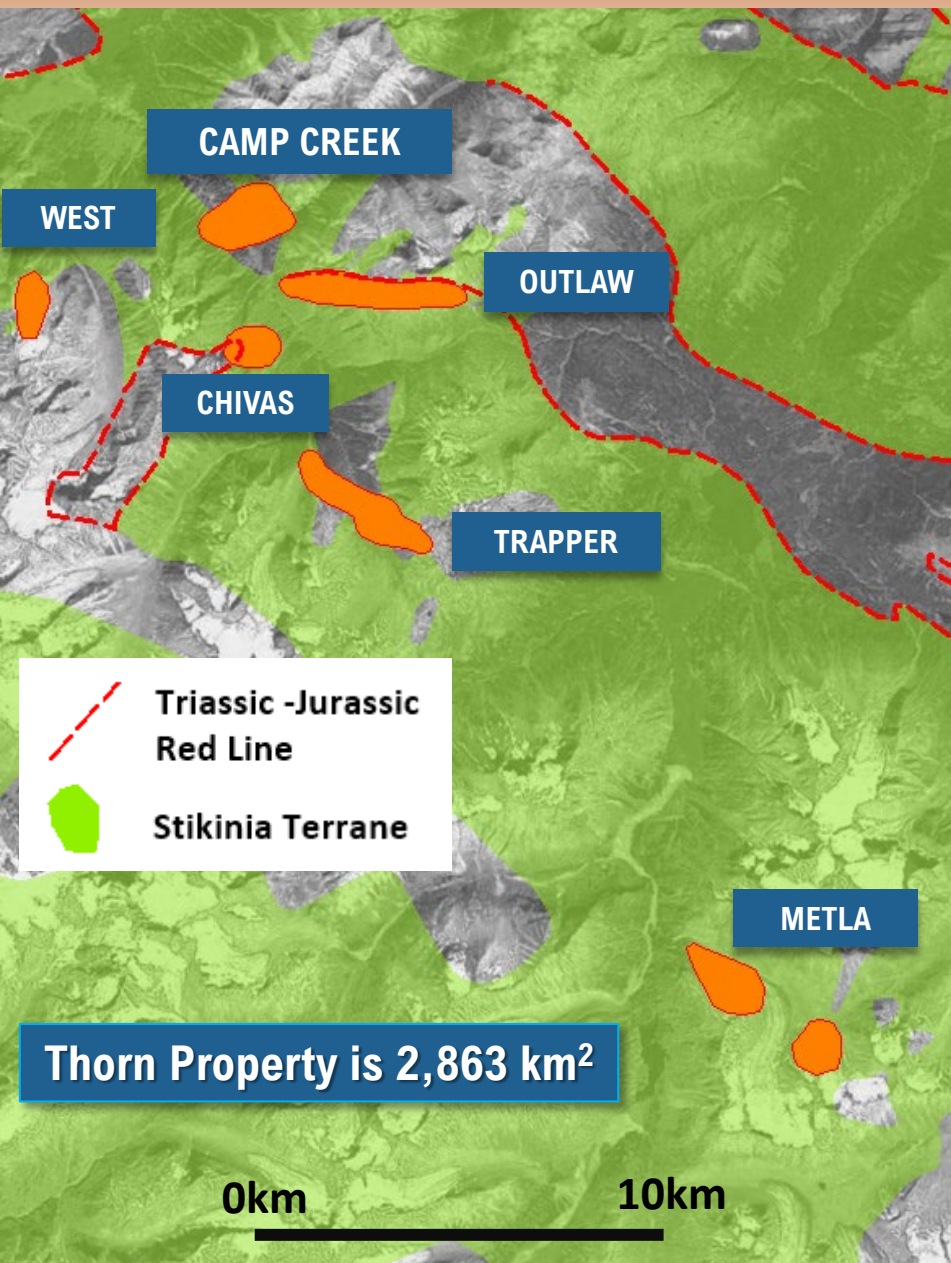 CAMP CREEK
WEST
OUTLAW
CHIVAS
TRAPPER
Triassic -Jurassic
Red Line
Stikinia Terrane
METLA
Thorn Property is 2,863 km²
0km 10km